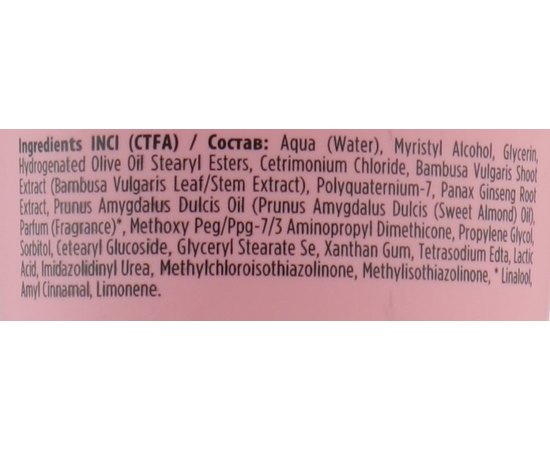 Ingredients INCI (CTFA) / Состав: Aqua (Water), Myristyl Alcohol, Glycerin,
Hydrogenated Olive Oil Stearyl Esters, Cetrimonium Chloride, Bambusa Vulgaris Shoot
Extract (Bambusa Vulgaris Leaf/Stem Extract), Polyquaternium-7, Panax Ginseng Root
Extract, Prunus Amygdalus Dulcis Oil (Prunus Amygdalus Dulcis (Sweet Almond) Oil),
Parfum (Fragrance)*, Methoxy Peg/Ppg-7/3 Aminopropyl Dimethicone, Propylene Glycol,
Sorbitol, Cetearyl Glucoside, Glyceryl Stearate Se, Xanthan Gum, Tetrasodium Edta, Lactic
Acid, Imidazolidinyl Urea, Methylchloroisothiazolinone, Methylisothiazolinone, * Linalool,
Amyl Cinnamal, Limonene.